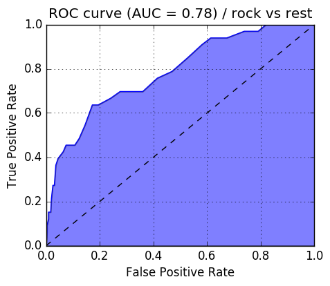 ROC curve (AUC = 0.78) / rock vs rest
1.0
0.8
0.6
0.4
0.2
0.0
True Positive Rate
0.0 0.2 0.4 0.6 0.8 1.0
False Positive Rate